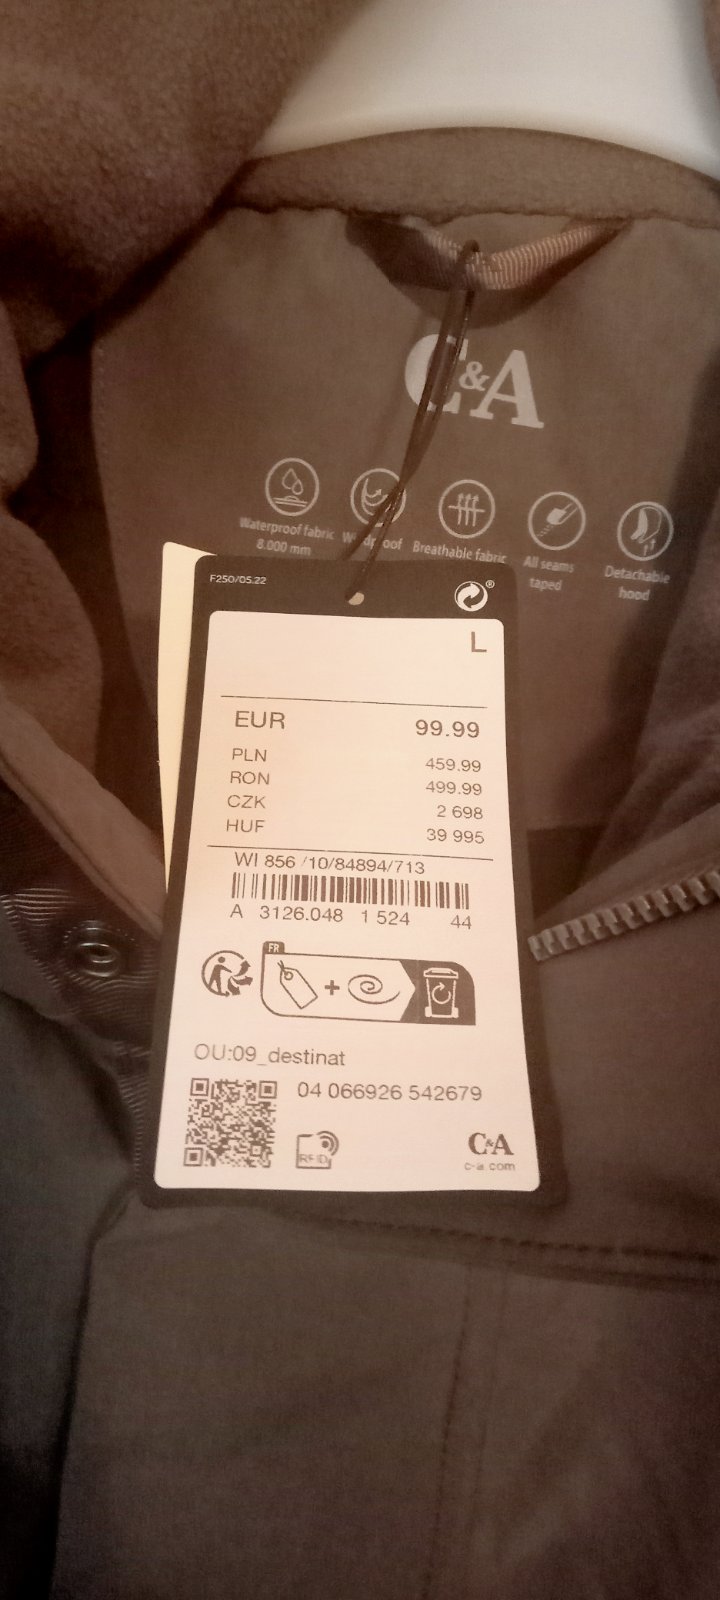 C&A
Waterproof fabric
8.000 mm
Windproof
Breathable fabric
All seams
taped
Detachable
hood
F250/05.22
®
L
EUR 99.99
PLN 459.99
RON 499.99
CZK 2 698
HUF 39 995
WI 856 /10/84894/713
A 3126.048 1 524 44
FR
+
OU:09_destinat
04 066926 542679
RFID
C&A
c-a.com